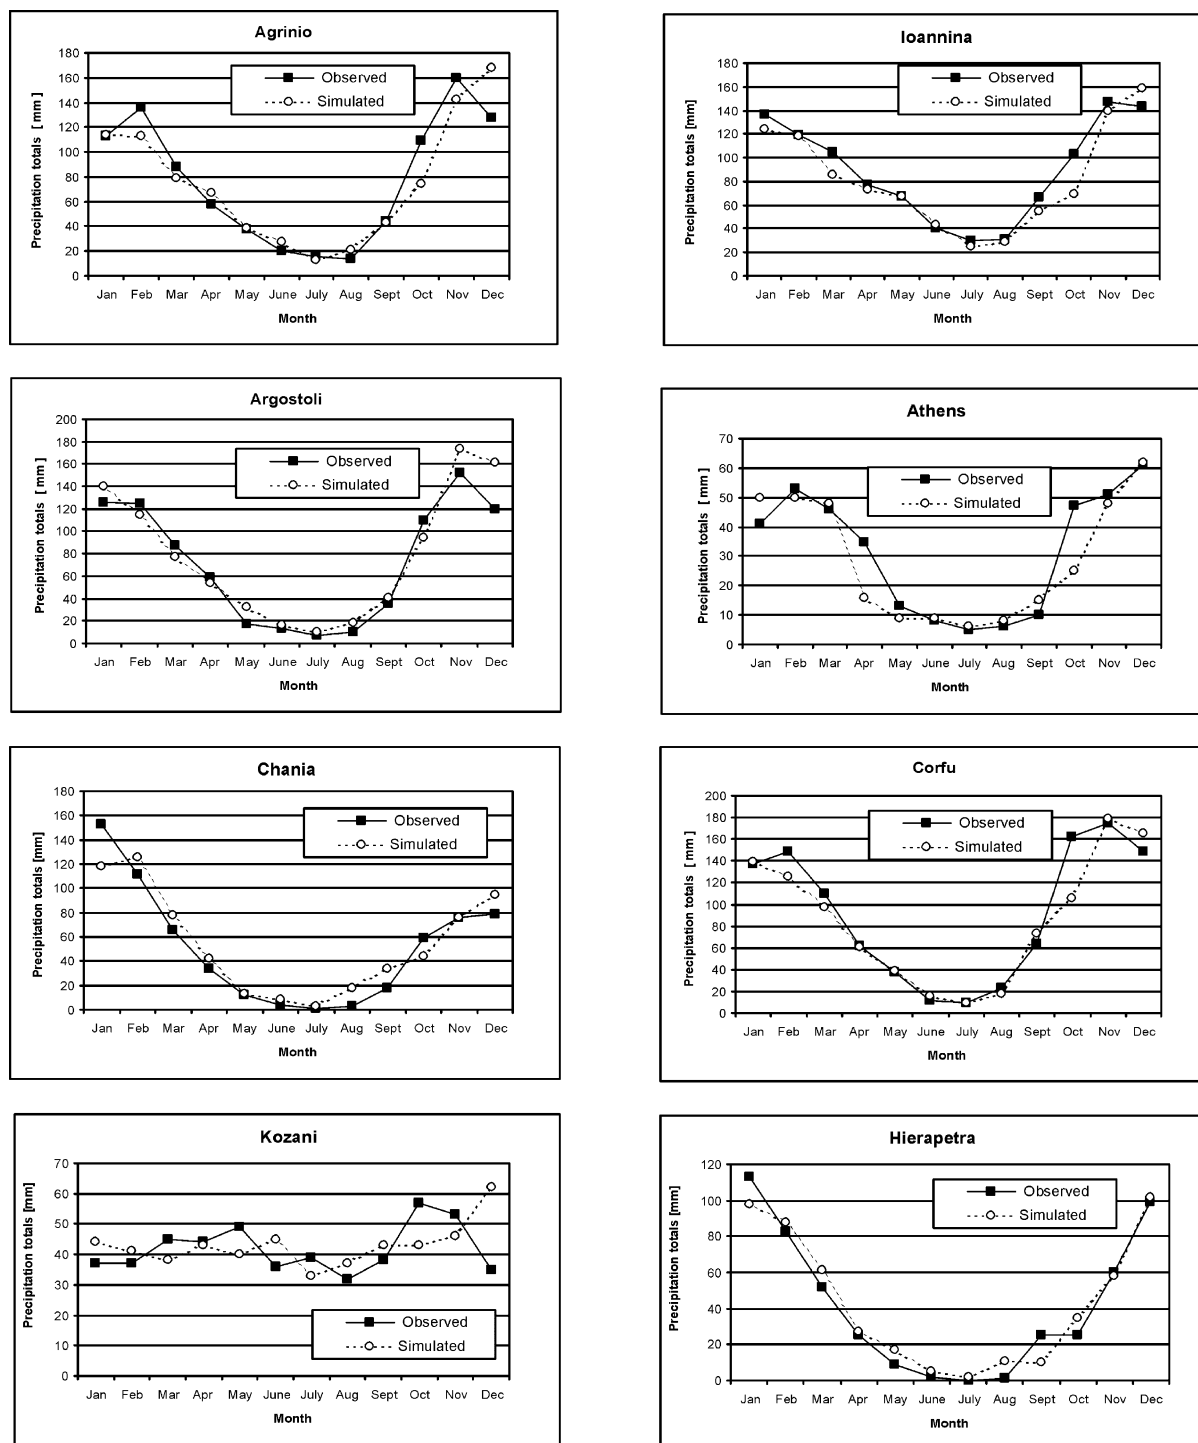 Agrinio
Precipitation totals [ mm ]
180
160
140
120
100
80
60
40
20
0
Observed
Simulated
Jan Feb Mar Apr May June July Aug Sept Oct Nov Dec
Month
Ioannina
Precipitation totals [mm]
180
160
140
120
100
80
60
40
20
0
Observed
Simulated
Jan Feb Mar Apr May June July Aug Sept Oct Nov Dec
Month
Argostoli
Precipitation totals [ mm ]
200
180
160
140
120
100
80
60
40
20
0
Observed
Simulated
Jan Feb Mar Apr May June July Aug Sept Oct Nov Dec
Month
Athens
Precipitation totals [ mm ]
70
60
50
40
30
20
10
0
Observed
Simulated
Jan Feb Mar Apr May June July Aug Sept Oct Nov Dec
Month
Chania
Precipitation totals [mm]
180
160
140
120
100
80
60
40
20
0
Observed
Simulated
Jan Feb Mar Apr May June July Aug Sept Oct Nov Dec
Month
Corfu
Precipitation totals [ mm ]
200
180
160
140
120
100
80
60
40
20
0
Observed
Simulated
Jan Feb Mar Apr May June July Aug Sept Oct Nov Dec
Month
Kozani
Precipitation totals [mm]
70
60
50
40
30
20
10
0
Observed
Simulated
Jan Feb Mar Apr May June July Aug Sept Oct Nov Dec
Month
Hierapetra
Precipitation totals [mm]
120
100
80
60
40
20
0
Observed
Simulated
Jan Feb Mar Apr May June July Aug Sept Oct Nov Dec
Month